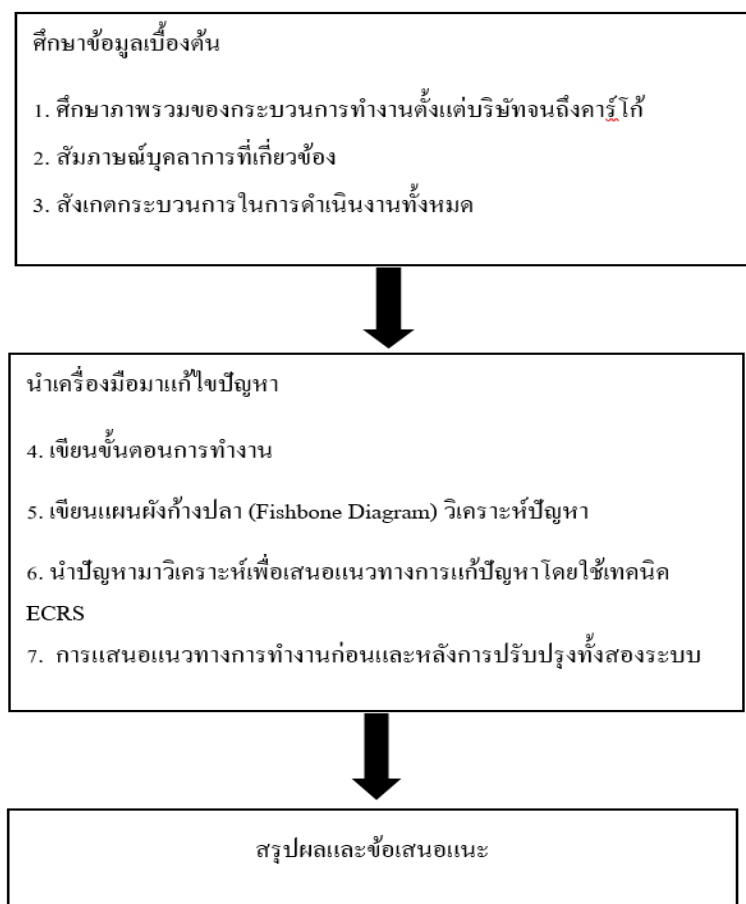 ศึกษาข้อมูลเบื้องต้น
1. ศึกษาภาพรวมของกระบวนการทำงานตั้งแต่บริษัทจนถึงคาร์โก้
2. สัมภาษณ์บุคลาการที่เกี่ยวข้อง
3. สังเกตกระบวนการในการดำเนินงานทั้งหมด
นำเครื่องมือมาแก้ไขปัญหา
4. เขียนขั้นตอนการทำงาน
5. เขียนแผนผังก้างปลา (Fishbone Diagram) วิเคราะห์ปัญหา
6. นำปัญหามาวิเคราะห์เพื่อเสนอแนวทางการแก้ปัญหาโดยใช้เทคนิค
ECRS
7. การแสนอแนวทางการทำงานก่อนและหลังการปรับปรุงทั้งสองระบบ
สรุปผลและข้อเสนอแนะ